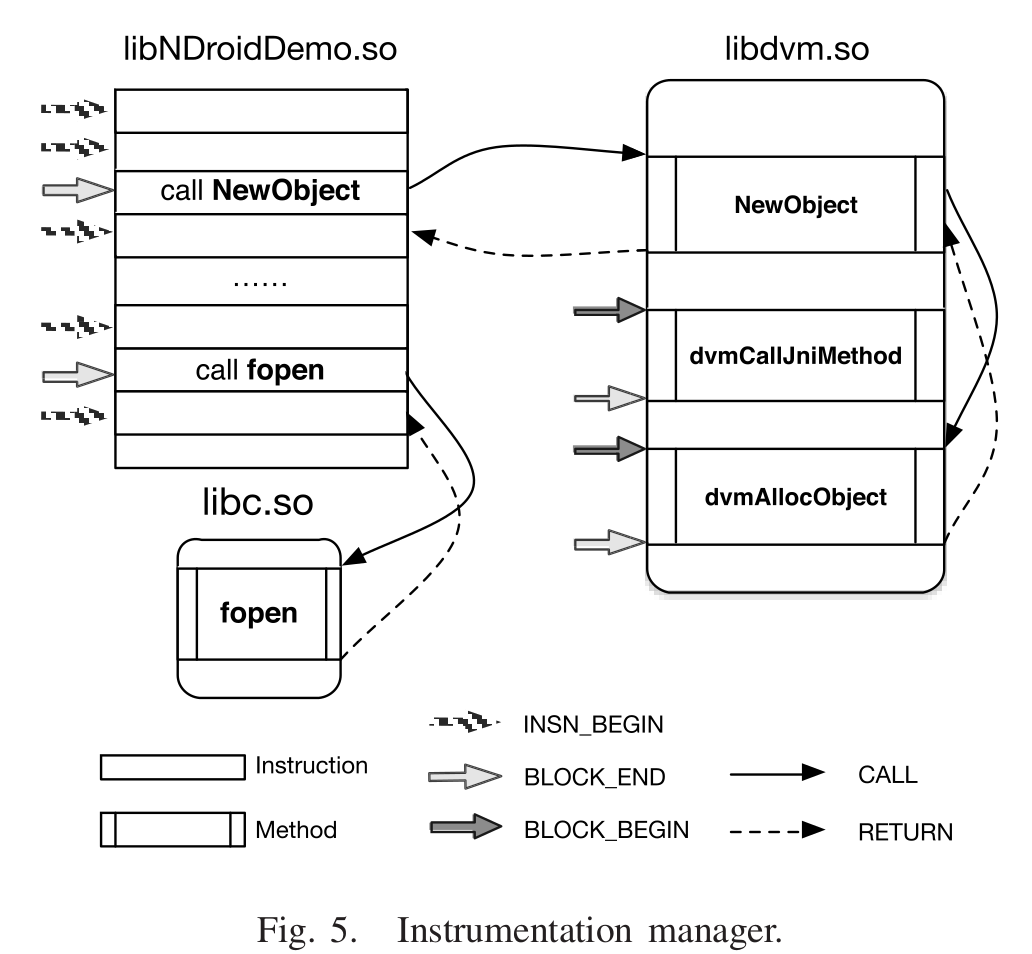 libNDroidDemo.so
libdvm.so
call NewObject
NewObject
......
dvmCallJniMethod
call fopen
dvmAllocObject
libc.so
fopen
INSN_BEGIN
Instruction
BLOCK_END
CALL
Method
BLOCK_BEGIN
RETURN
Fig. 5. Instrumentation manager.